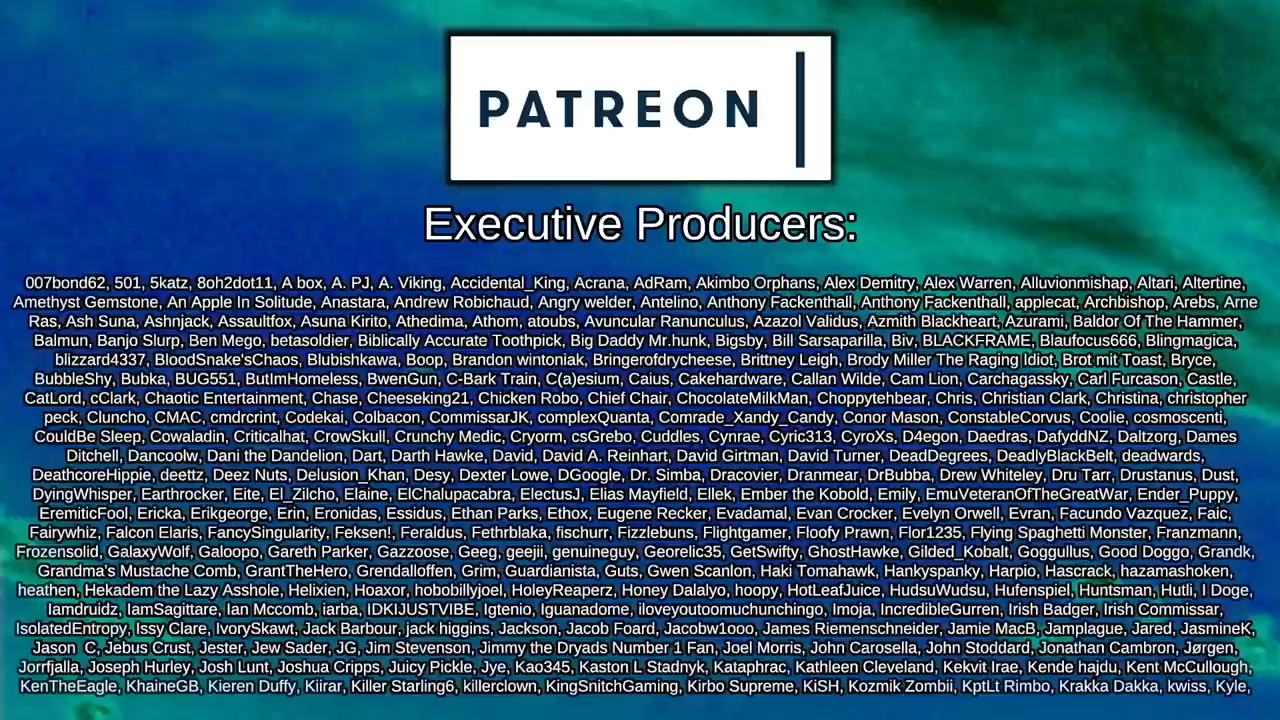 PATREON
Executive Producers:
007bond62, 501, 5katz, 8oh2dot11, A box, A. PJ, A. Viking, Accidental_King, Acrana, AdRam, Akimbo Orphans, Alex Demitry, Alex Warren, Alluvionmishap, Altari, Altertine,
Amethyst Gemstone, An Apple In Solitude, Anastara, Andrew Robichaud, Angry welder, Antelino, Anthony Fackenthall, Anthony Fackenthall, applecat, Archbishop, Arebs, Arne
Ras, Ash Suna, Ashnjack, Assaultfox, Asuna Kirito, Athedima, Athom, atoubs, Avuncular Ranunculus, Azazol Validus, Azmith Blackheart, Azurami, Baldor Of The Hammer,
Balmun, Banjo Slurp, Ben Mego, betasoldier, Biblically Accurate Toothpick, Big Daddy Mr.hunk, Bigsby, Bill Sarsaparilla, Biv, BLACKFRAME, Blaufocus666, Blingmagica,
blizzard4337, BloodSnake'sChaos, Blubishkawa, Boop, Brandon wintoniak, Bringerofdrycheese, Brittney Leigh, Brody Miller The Raging Idiot, Brot mit Toast, Bryce,
BubbleShy, Bubka, BUG551, ButImHomeless, BwenGun, C-Bark Train, C(a)esium, Caius, Cakehardware, Callan Wilde, Cam Lion, Carchagassky, Carl Furcason, Castle,
CatLord, cClark, Chaotic Entertainment, Chase, Cheeseking21, Chicken Robo, Chief Chair, ChocolateMilkMan, Choppytehbear, Chris, Christian Clark, Christina, christopher
peck, Cluncho, CMAC, cmdrcrint, Codekai, Colbacon, CommissarJK, complexQuanta, Comrade_Xandy_Candy, Conor Mason, ConstableCorvus, Coolie, cosmoscenti,
CouldBe Sleep, Cowaladin, Criticalhat, CrowSkull, Crunchy Medic, Cryorm, csGrebo, Cuddles, Cynrae, Cyric313, CyroXs, D4egon, Daedras, DafyddNZ, Daltzorg, Dames
Ditchell, Dancoolw, Dani the Dandelion, Dart, Darth Hawke, David, David A. Reinhart, David Girtman, David Turner, DeadDegrees, DeadlyBlackBelt, deadwards,
DeathcoreHippie, deettz, Deez Nuts, Delusion_Khan, Desy, Dexter Lowe, DGoogle, Dr. Simba, Dracovier, Dranmear, DrBubba, Drew Whiteley, Dru Tarr, Drustanus, Dust,
DyingWhisper, Earthrocker, Eite, El_Zilcho, Elaine, ElChalupacabra, ElectusJ, Elias Mayfield, Ellek, Ember the Kobold, Emily, EmuVeteranOfTheGreatWar, Ender_Puppy,
EremiticFool, Ericka, Erikgeorge, Erin, Eronidas, Essidus, Ethan Parks, Ethox, Eugene Recker, Evadamal, Evan Crocker, Evelyn Orwell, Evran, Facundo Vazquez, Faic,
Fairywhiz, Falcon Elaris, FancySingularity, Feksen!, Feraldus, Fethrblaka, fischurr, Fizzlebuns, Flightgamer, Floofy Prawn, Flor1235, Flying Spaghetti Monster, Franzmann,
Frozensolid, GalaxyWolf, Galoopo, Gareth Parker, Gazzoose, Geeg, geejii, genuineguy, Georelic35, GetSwifty, GhostHawke, Gilded_Kobalt, Goggullus, Good Doggo, Grandk,
Grandma's Mustache Comb, GrantTheHero, Grendalloffen, Grim, Guardianista, Guts, Gwen Scanlon, Haki Tomahawk, Hankyspanky, Harpio, Hascrack, hazamashoken,
heathen, Hekadem the Lazy Asshole, Helixien, Hoaxor, hobobillyjoel, HoleyReaperz, Honey Dalalyo, hoopy, HotLeafJuice, HudsuWudsu, Hufenspiel, Huntsman, Hutli, I Doge,
Iamdruidz, IamSagittare, Ian Mccomb, iarba, IDKIJUSTVIBE, Igtenio, Iguanadome, iloveyoutoomuchunchingo, Imoja, IncredibleGurren, Irish Badger, Irish Commissar,
IsolatedEntropy, Issy Clare, IvorySkawt, Jack Barbour, jack higgins, Jackson, Jacob Foard, Jacobw1ooo, James Riemenschneider, Jamie MacB, Jamplague, Jared, JasmineK,
Jason  C, Jebus Crust, Jester, Jew Sader, JG, Jim Stevenson, Jimmy the Dryads Number 1 Fan, Joel Morris, John Carosella, John Stoddard, Jonathan Cambron, Jørgen,
Jorrfjalla, Joseph Hurley, Josh Lunt, Joshua Cripps, Juicy Pickle, Jye, Kao345, Kaston L Stadnyk, Kataphrac, Kathleen Cleveland, Kekvit Irae, Kende hajdu, Kent McCullough,
KenTheEagle, KhaineGB, Kieren Duffy, Kiirar, Killer Starling6, killerclown, KingSnitchGaming, Kirbo Supreme, KiSH, Kozmik Zombii, KptLt Rimbo, Krakka Dakka, kwiss, Kyle,